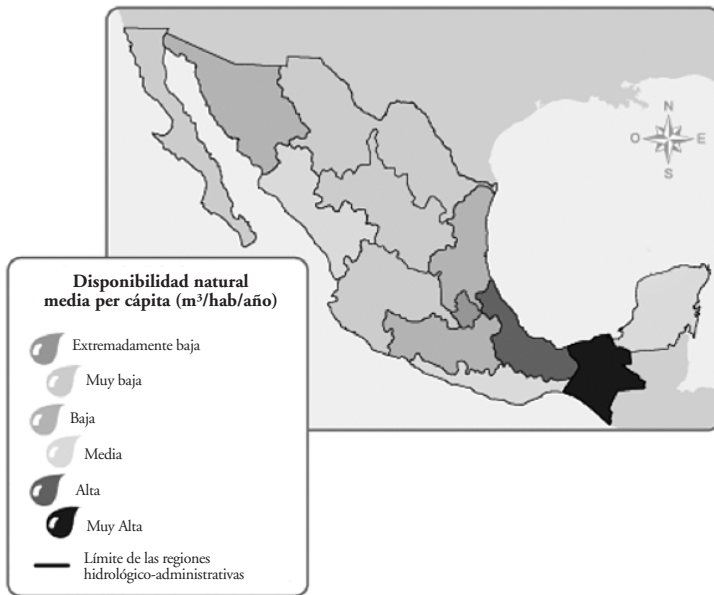 N
O E
S
Disponibilidad natural
media per cápita (m³/hab/año)
Extremadamente baja
Muy baja
Baja
Media
Alta
Muy Alta
Límite de las regiones
hidrológico-administrativas